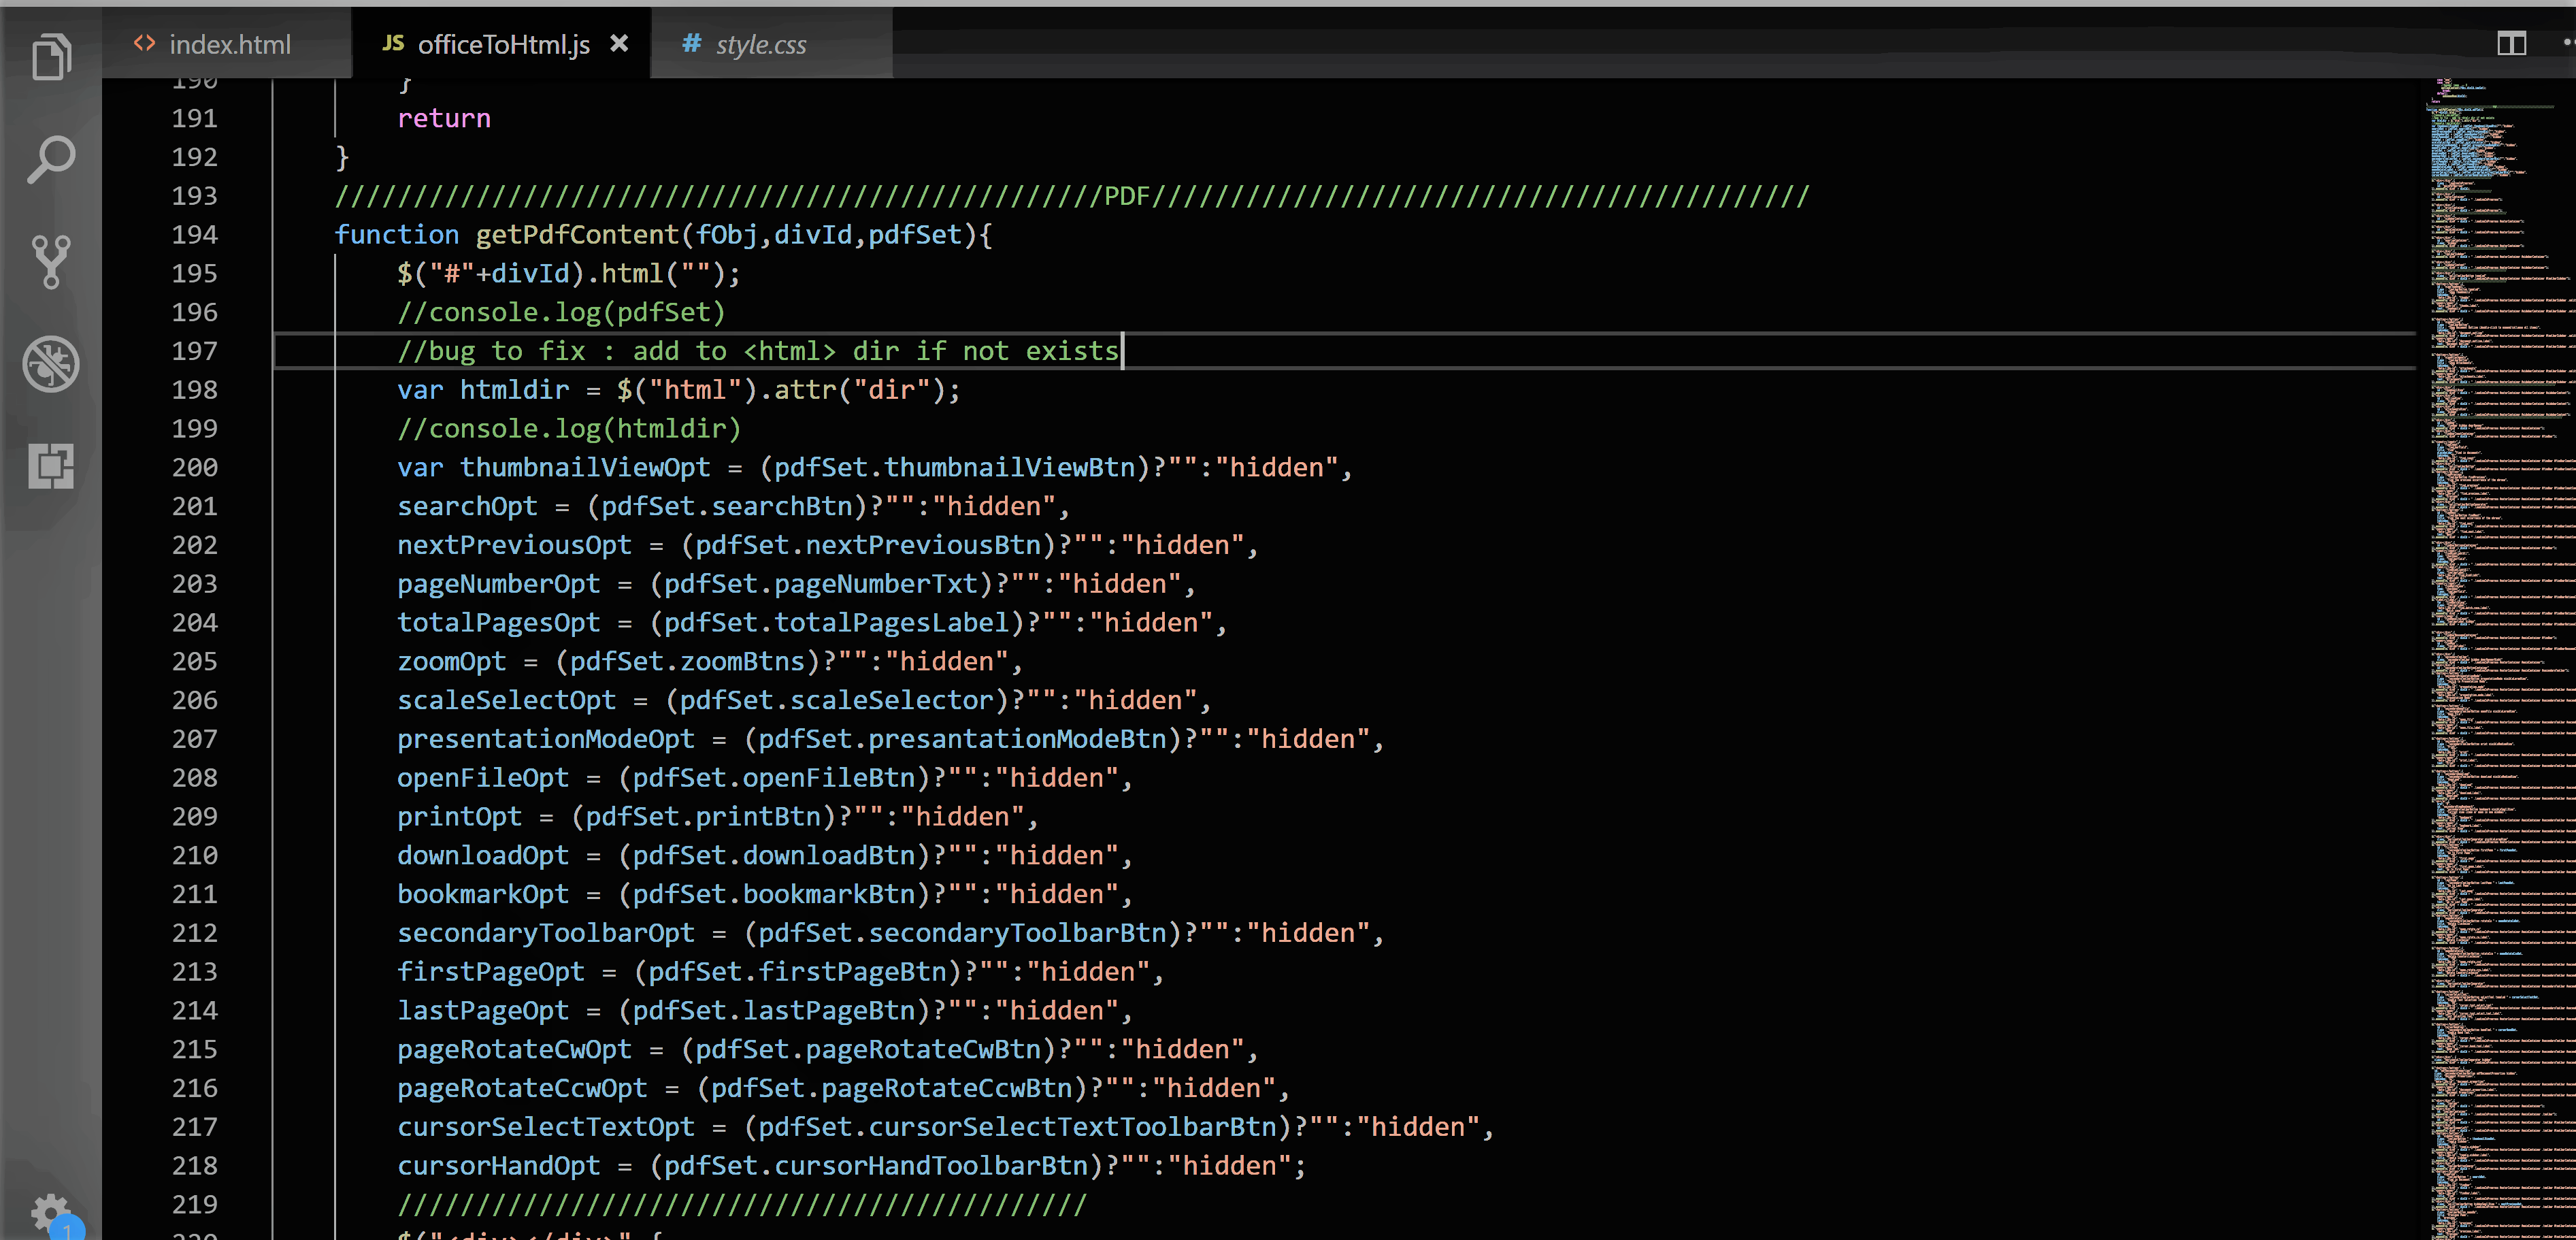 index.html
JS officeToHtml.js ×
# style.css
190 }
191 return
192 }
193 /////////////////////////////////////////////////PDF//////////////////////////////////////////
194 function getPdfContent(fObj,divId,pdfSet){
195 $("#"+divId).html("");
196 //console.log(pdfSet)
197 //bug to fix : add to <html> dir if not exists
198 var htmldir = $("html").attr("dir");
199 //console.log(htmldir)
200 var thumbnailViewOpt = (pdfSet.thumbnailViewBtn)?"":"hidden",
201 searchOpt = (pdfSet.searchBtn)?"":"hidden",
202 nextPreviousOpt = (pdfSet.nextPreviousBtn)?"":"hidden",
203 pageNumberOpt = (pdfSet.pageNumberTxt)?"":"hidden",
204 totalPagesOpt = (pdfSet.totalPagesLabel)?"":"hidden",
205 zoomOpt = (pdfSet.zoomBtns)?"":"hidden",
206 scaleSelectOpt = (pdfSet.scaleSelector)?"":"hidden",
207 presentationModeOpt = (pdfSet.presantationModeBtn)?"":"hidden",
208 openFileOpt = (pdfSet.openFileBtn)?"":"hidden",
209 printOpt = (pdfSet.printBtn)?"":"hidden",
210 downloadOpt = (pdfSet.downloadBtn)?"":"hidden",
211 bookmarkOpt = (pdfSet.bookmarkBtn)?"":"hidden",
212 secondaryToolbarOpt = (pdfSet.secondaryToolbarBtn)?"":"hidden",
213 firstPageOpt = (pdfSet.firstPageBtn)?"":"hidden",
214 lastPageOpt = (pdfSet.lastPageBtn)?"":"hidden",
215 pageRotateCwOpt = (pdfSet.pageRotateCwBtn)?"":"hidden",
216 pageRotateCcwOpt = (pdfSet.pageRotateCcwBtn)?"":"hidden",
217 cursorSelectTextOpt = (pdfSet.cursorSelectTextToolbarBtn)?"":"hidden",
218 cursorHandOpt = (pdfSet.cursorHandToolbarBtn)?"":"hidden";
219 ////////////////////////////////////////////
220 $("<div></div>",{
1